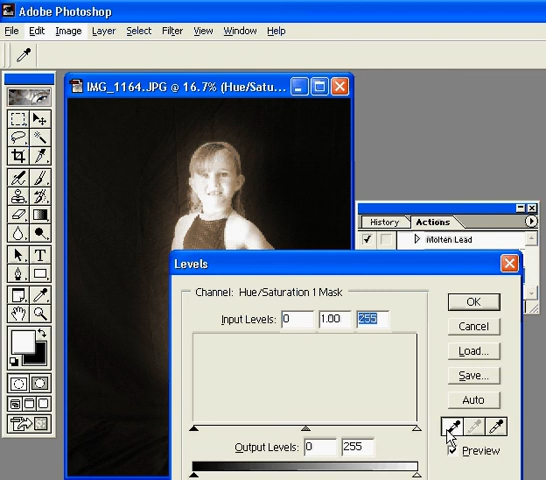 Adobe Photoshop
File Edit Image Layer Select Filter View Window Help
IMG_1164.JPG @ 16.7% (Hue/Satu...
History Actions
Molten Lead
Levels
Channel: Hue/Saturation 1 Mask
Input Levels: 0 1.00 255
OK
Cancel
Load...
Save...
Auto
Output Levels: 0 255
Preview
T